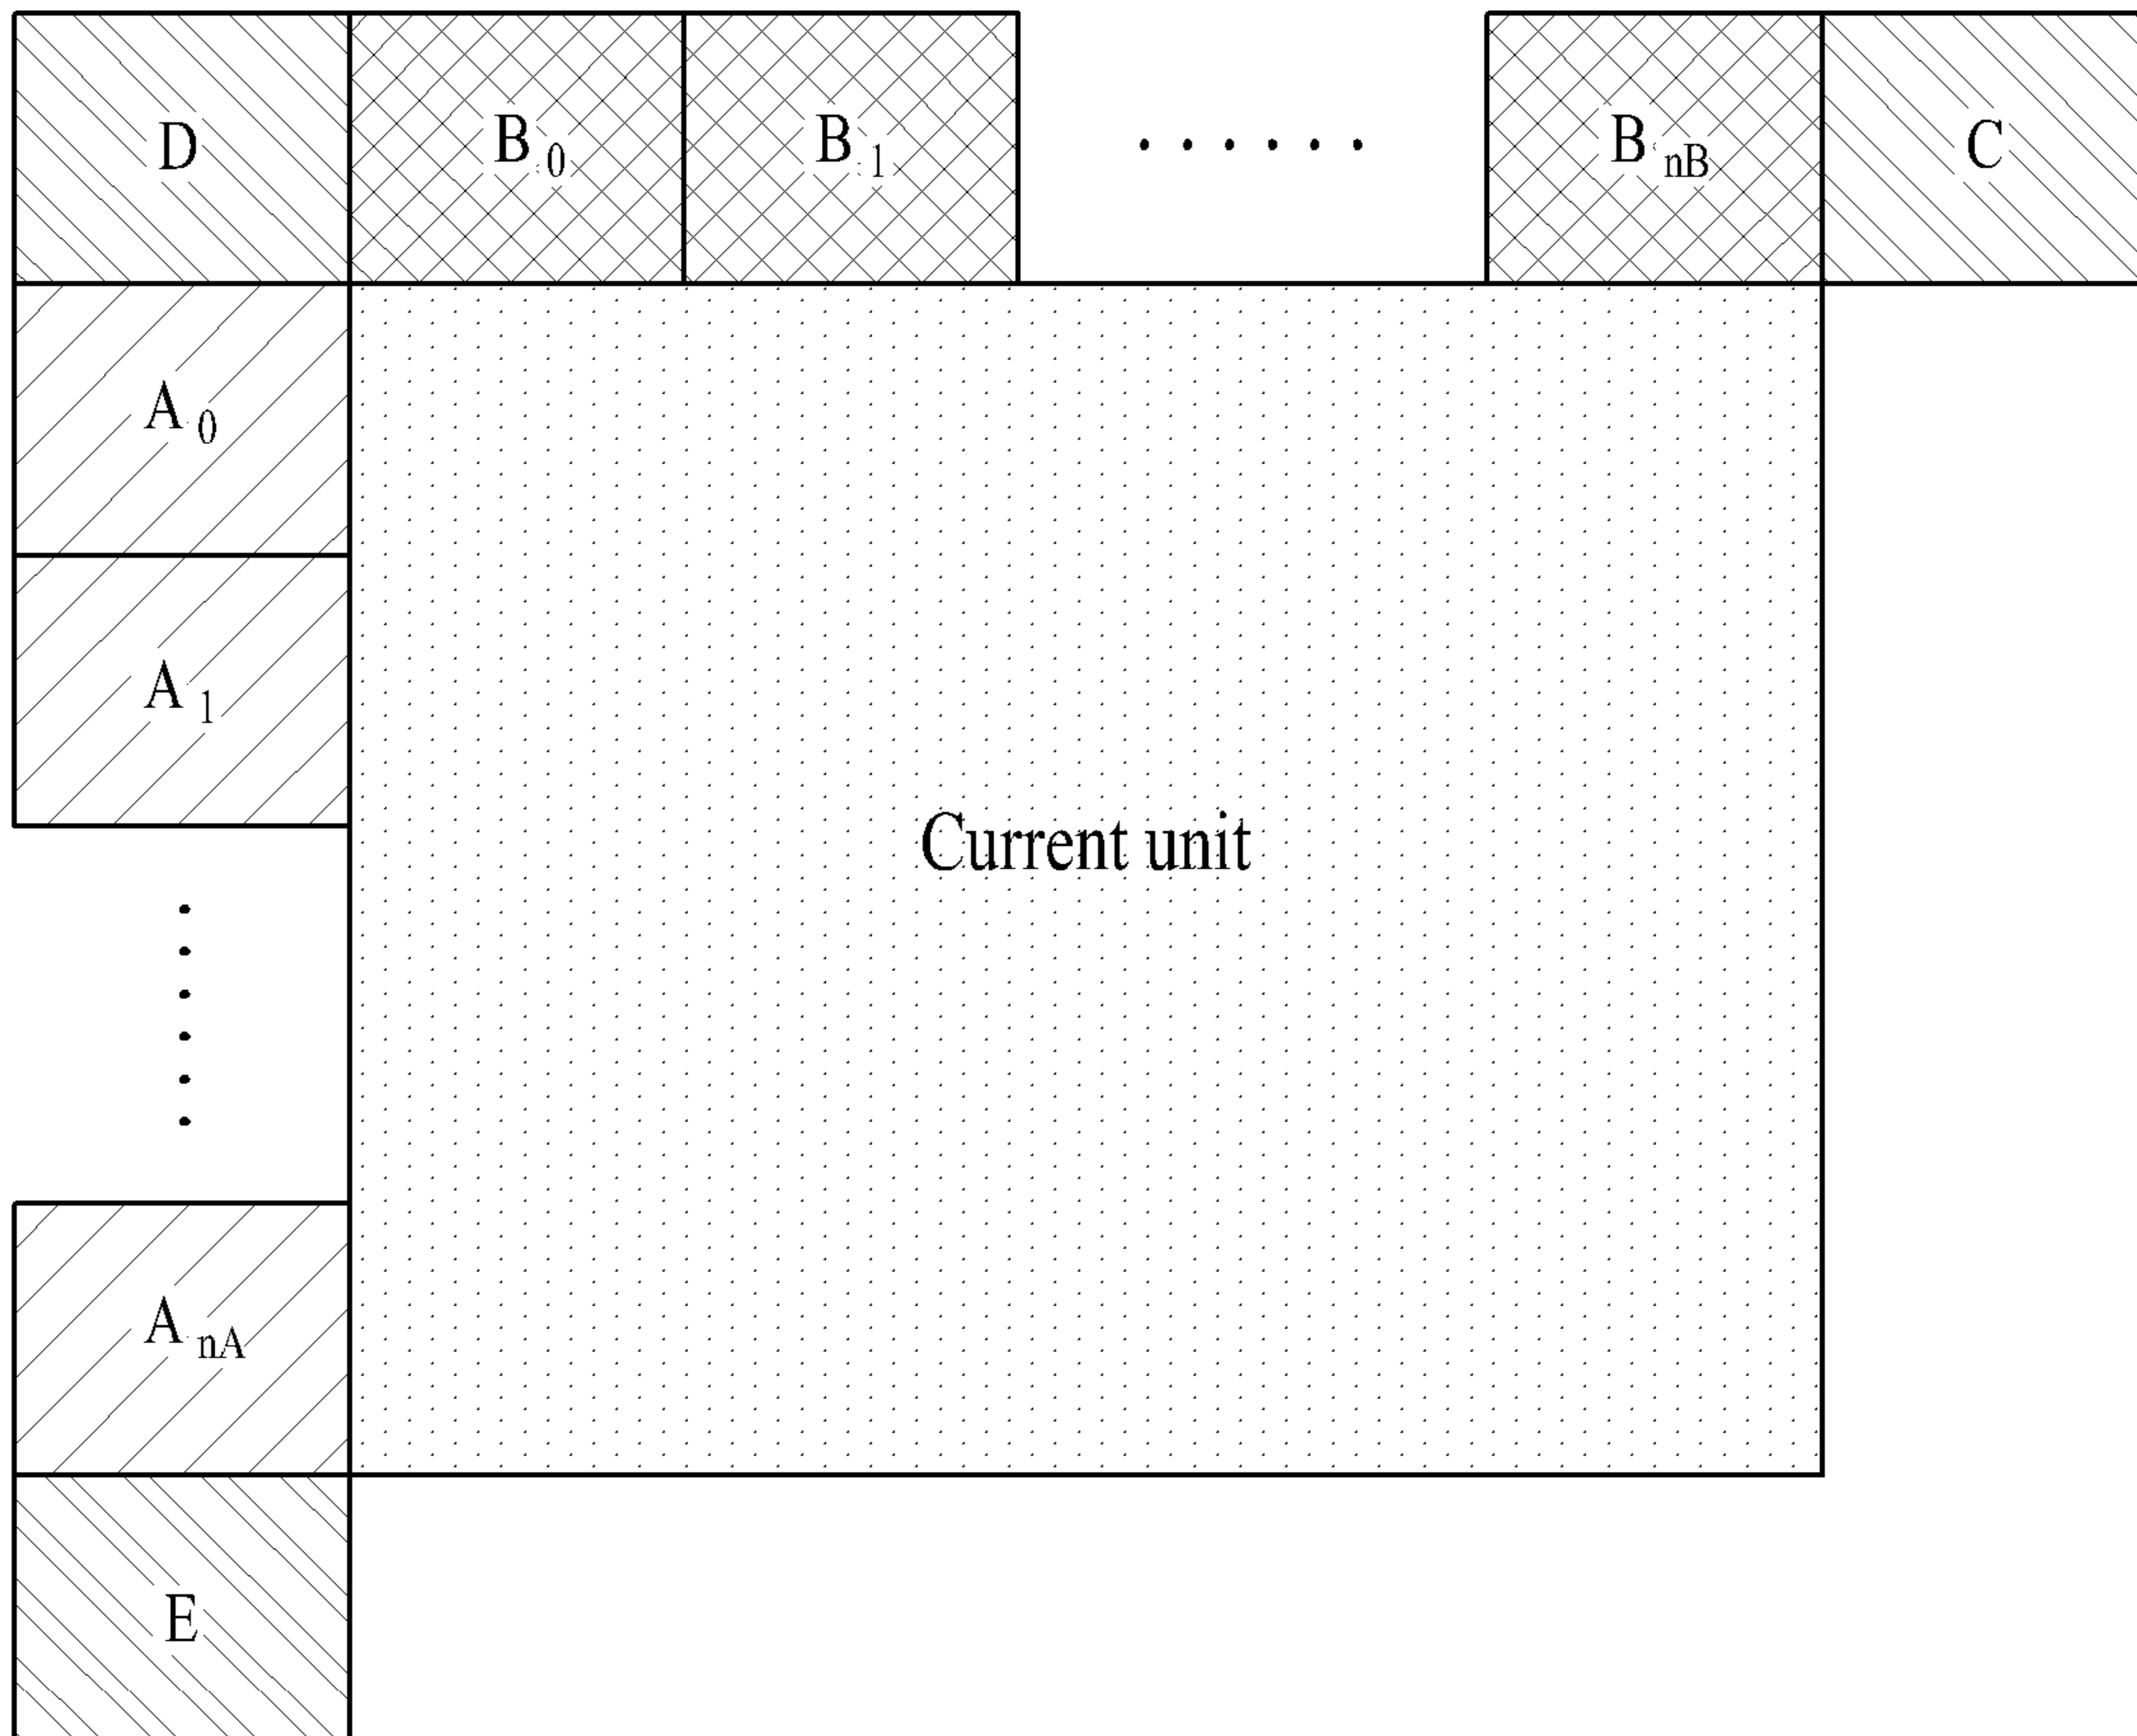 D B₀ B₁ ...... BnB C
A₀
A₁
Current unit
AnA
E